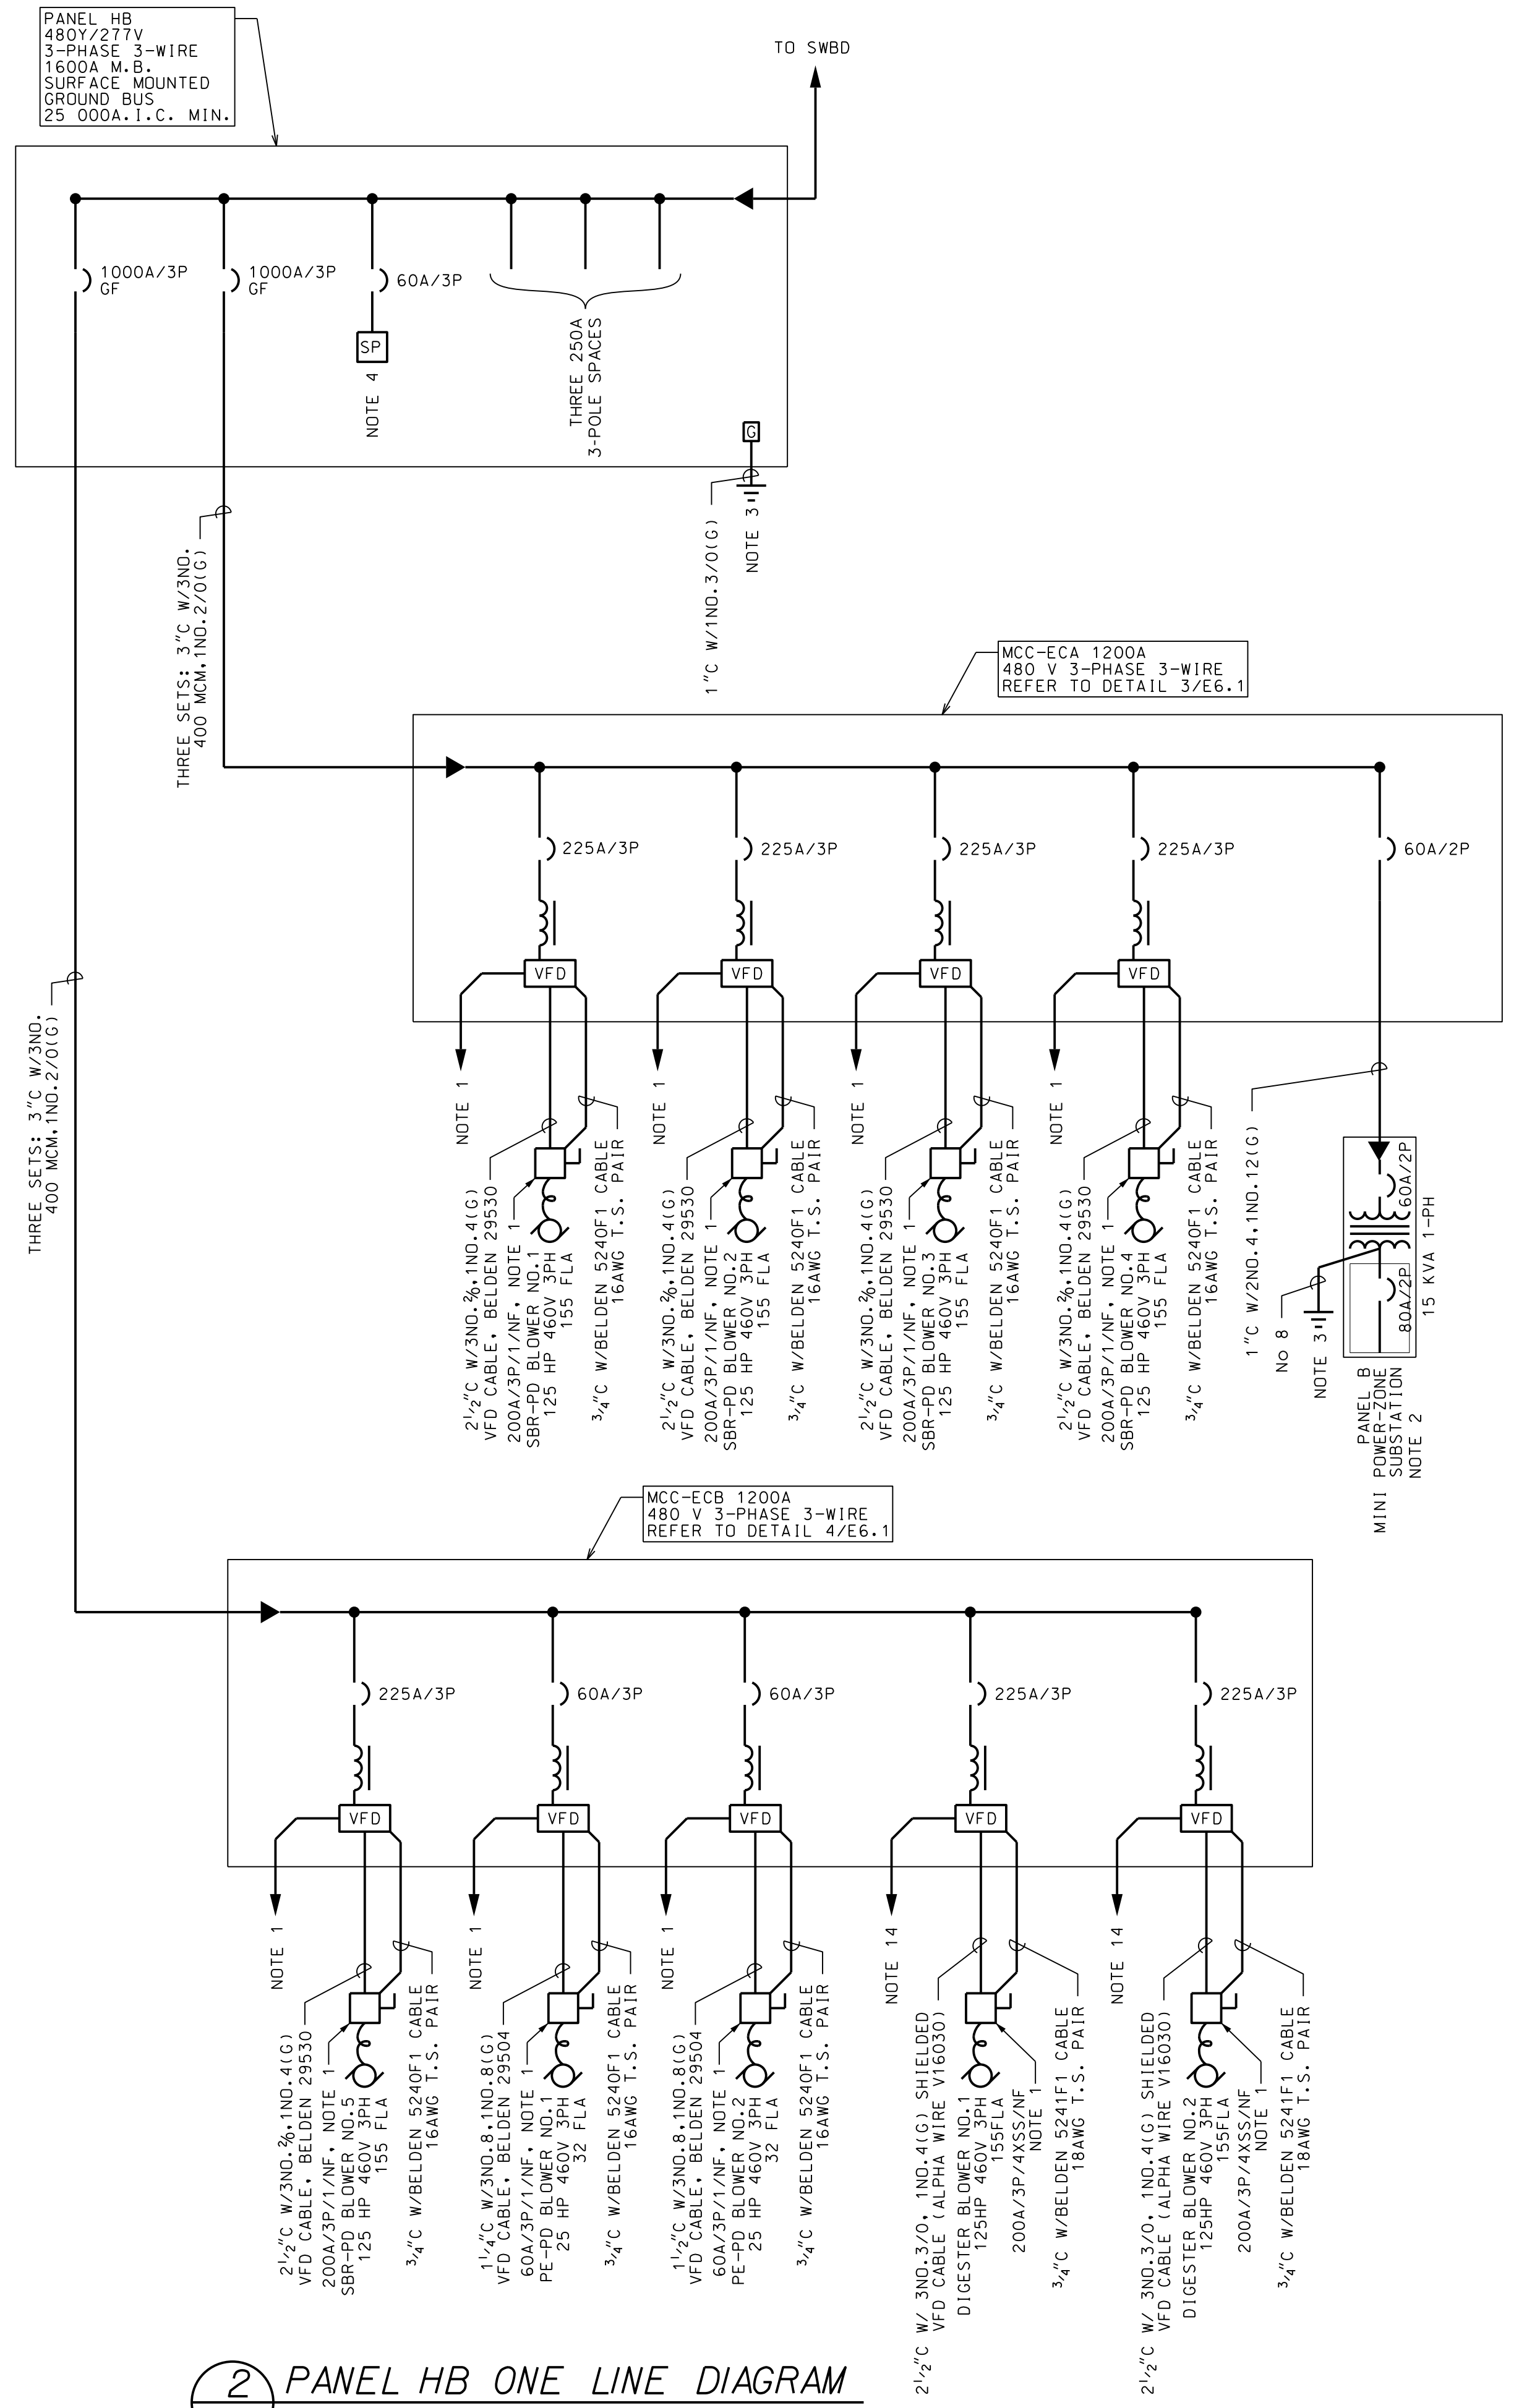 PANEL HB
480Y/277V
3-PHASE 3-WIRE
1600A M.B.
SURFACE MOUNTED
GROUND BUS
25 000A.I.C. MIN.
TO SWBD
1000A/3P
GF
1000A/3P
GF
60A/3P
SP
NOTE 4
THREE 250A
3-POLE SPACES
G
1"C W/1NO.3/0(G)
NOTE 3
THREE SETS: 3"C W/3NO.
400 MCM,1NO.2/0(G)
THREE SETS: 3"C W/3NO.
400 MCM,1NO.2/0(G)
MCC-ECA 1200A
480 V 3-PHASE 3-WIRE
REFER TO DETAIL 3/E6.1
225A/3P
225A/3P
225A/3P
225A/3P
60A/2P
VFD
VFD
VFD
VFD
NOTE 1
2½"C W/3NO.2/0,1NO.4(G)
VFD CABLE, BELDEN 29530
200A/3P/1/NF, NOTE 1
SBR-PD BLOWER NO.1
125 HP 460V 3PH
155 FLA
¾"C W/BELDEN 5240F1 CABLE
16AWG T.S. PAIR
NOTE 1
2½"C W/3NO.2/0,1NO.4(G)
VFD CABLE, BELDEN 29530
200A/3P/1/NF, NOTE 1
SBR-PD BLOWER NO.2
125 HP 460V 3PH
155 FLA
¾"C W/BELDEN 5240F1 CABLE
16AWG T.S. PAIR
NOTE 1
2½"C W/3NO.2/0,1NO.4(G)
VFD CABLE, BELDEN 29530
200A/3P/1/NF, NOTE 1
SBR-PD BLOWER NO.3
125 HP 460V 3PH
155 FLA
¾"C W/BELDEN 5240F1 CABLE
16AWG T.S. PAIR
NOTE 1
2½"C W/3NO.2/0,1NO.4(G)
VFD CABLE, BELDEN 29530
200A/3P/1/NF, NOTE 1
SBR-PD BLOWER NO.4
125 HP 460V 3PH
155 FLA
¾"C W/BELDEN 5240F1 CABLE
16AWG T.S. PAIR
1"C W/2NO.4,1NO.12(G)
No 8
NOTE 3
60A/2P
80A/2P
15 KVA 1-PH
PANEL B
MINI POWER-ZONE
SUBSTATION
NOTE 2
MCC-ECB 1200A
480 V 3-PHASE 3-WIRE
REFER TO DETAIL 4/E6.1
225A/3P
60A/3P
60A/3P
225A/3P
225A/3P
VFD
VFD
VFD
VFD
VFD
NOTE 1
2½"C W/3NO.2/0,1NO.4(G)
VFD CABLE, BELDEN 29530
200A/3P/1/NF, NOTE 1
SBR-PD BLOWER NO.5
125 HP 460V 3PH
155 FLA
¾"C W/BELDEN 5240F1 CABLE
16AWG T.S. PAIR
NOTE 1
1¼"C W/3NO.8,1NO.8(G)
VFD CABLE, BELDEN 29504
60A/3P/1/NF, NOTE 1
PE-PD BLOWER NO.1
25 HP 460V 3PH
32 FLA
¾"C W/BELDEN 5240F1 CABLE
16AWG T.S. PAIR
NOTE 1
1½"C W/3NO.8,1NO.8(G)
VFD CABLE, BELDEN 29504
60A/3P/1/NF, NOTE 1
PE-PD BLOWER NO.2
25 HP 460V 3PH
32 FLA
¾"C W/BELDEN 5240F1 CABLE
16AWG T.S. PAIR
NOTE 14
2½"C W/ 3NO.3/0, 1NO.4(G) SHIELDED
VFD CABLE (ALPHA WIRE V16030)
DIGESTER BLOWER NO.1
125HP 460V 3PH
155FLA
200A/3P/4XSS/NF
NOTE 1
¾"C W/BELDEN 5241F1 CABLE
18AWG T.S. PAIR
NOTE 14
2½"C W/ 3NO.3/0, 1NO.4(G) SHIELDED
VFD CABLE (ALPHA WIRE V16030)
DIGESTER BLOWER NO.2
125HP 460V 3PH
155FLA
200A/3P/4XSS/NF
NOTE 1
¾"C W/BELDEN 5241F1 CABLE
18AWG T.S. PAIR
2 PANEL HB ONE LINE DIAGRAM